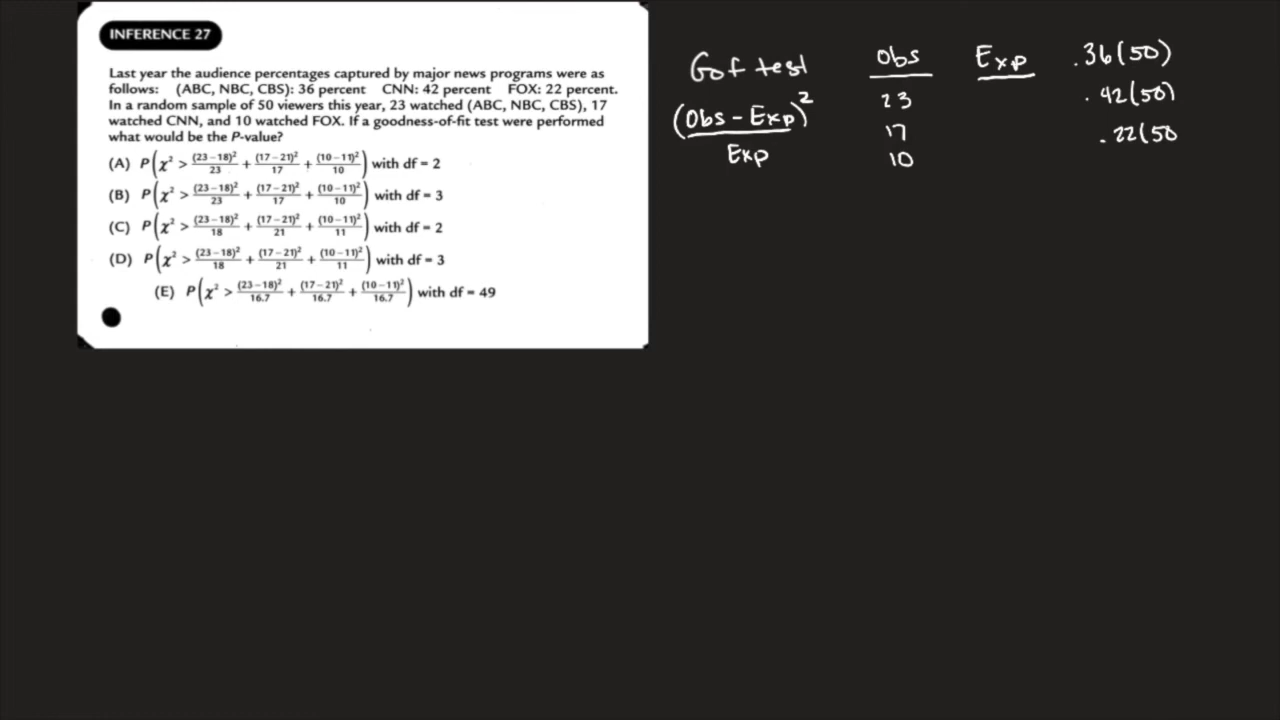 INFERENCE 27
Last year the audience percentages captured by major news programs were as
follows: (ABC, NBC, CBS): 36 percent CNN: 42 percent FOX: 22 percent.
In a random sample of 50 viewers this year, 23 watched (ABC, NBC, CBS), 17
watched CNN, and 10 watched FOX. If a goodness-of-fit test were performed
what would be the P-value?
(A) P(χ² > (23–18)²/23 + (17–21)²/17 + (10–11)²/10) with df = 2
(B) P(χ² > (23–18)²/23 + (17–21)²/17 + (10–11)²/10) with df = 3
(C) P(χ² > (23–18)²/18 + (17–21)²/21 + (10–11)²/11) with df = 2
(D) P(χ² > (23–18)²/18 + (17–21)²/21 + (10–11)²/11) with df = 3
(E) P(χ² > (23–18)²/16.7 + (17–21)²/16.7 + (10–11)²/16.7) with df = 49
Gof test
(Obs - Exp)²
Exp
Obs
23
17
10
Exp
.36(50)
.42(50)
.22(50